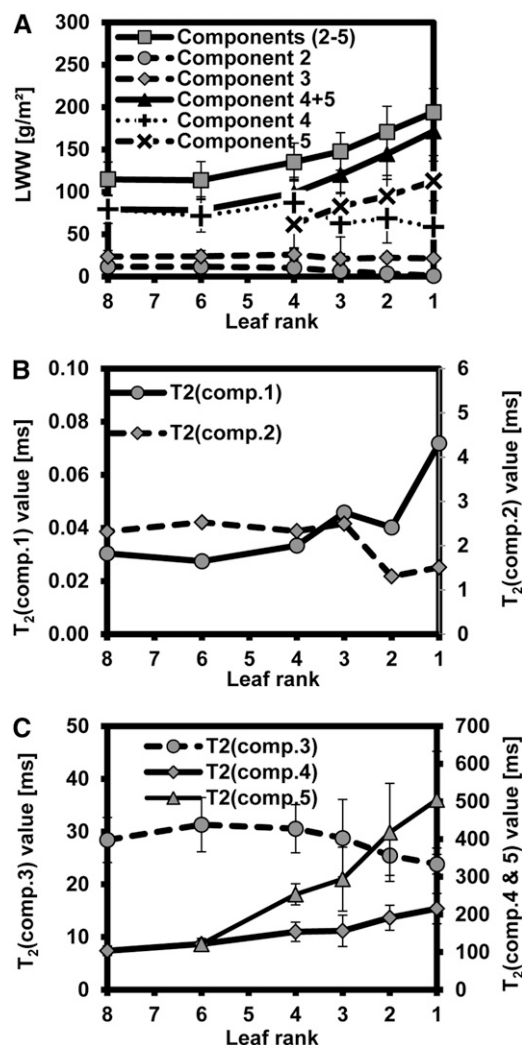 A
LWW [g/m²]
300
250
200
150
100
50
0
Components (2-5)
Component 2
Component 3
Component 4+5
Component 4
Component 5
8 7 6 5 4 3 2 1
Leaf rank
B
T2(comp.1) value [ms]
0.10
0.08
0.06
0.04
0.02
0.00
T2(comp.1)
T2(comp.2)
6
5
4
3
2
1
0
T2(comp.2) value [ms]
8 7 6 5 4 3 2 1
Leaf rank
C
T2(comp.3) value [ms]
50
40
30
20
10
0
T2(comp.3)
T2(comp.4)
T2(comp.5)
700
600
500
400
300
200
100
0
T2(comp.4 & 5) value [ms]
8 7 6 5 4 3 2 1
Leaf rank